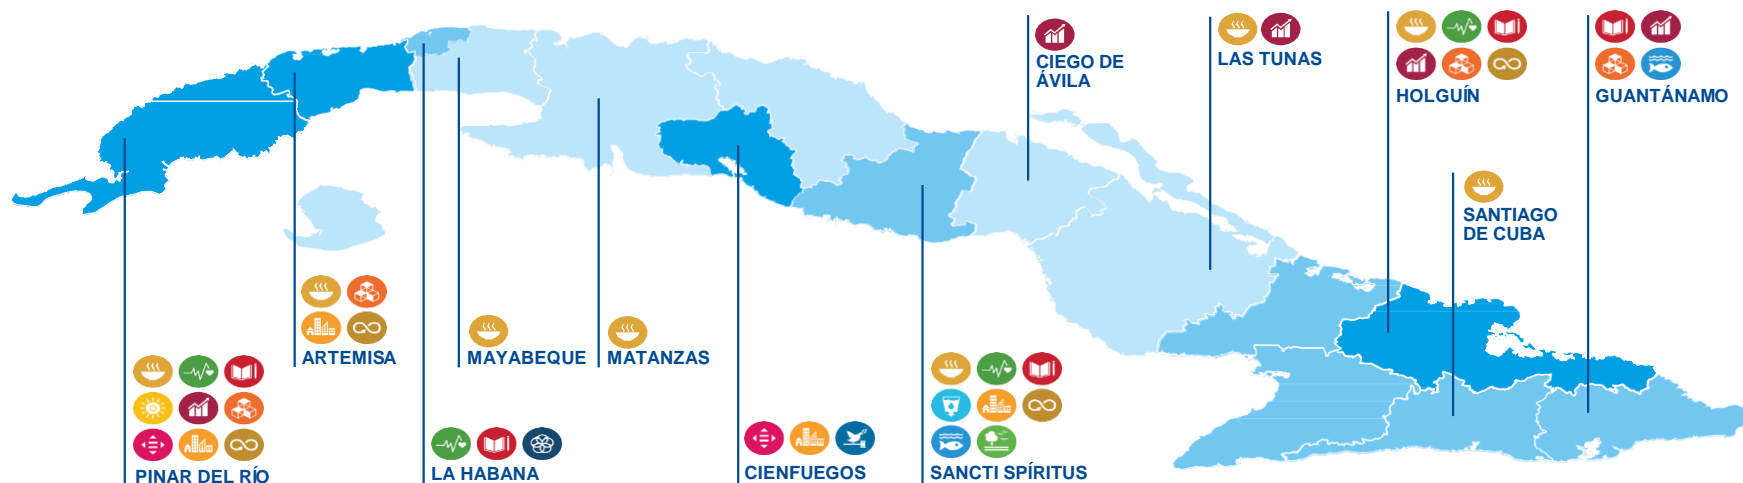 CIEGO DE
ÁVILA
LAS TUNAS
HOLGUÍN
GUANTÁNAMO
SANTIAGO
DE CUBA
ARTEMISA
MAYABEQUE
MATANZAS
PINAR DEL RÍO
LA HABANA
CIENFUEGOS
SANCTI SPÍRITUS